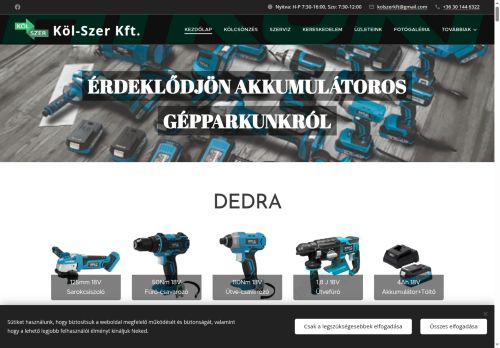 Nyitva: H-P 7:30-16:00, Szo: 7:30-12:00
kolszerkft@gmail.com
+36 30 144 6322
KÖL
SZER
Köl-Szer Kft.
KEZDŐLAP
KÖLCSÖNZÉS
SZERVIZ
KERESKEDELEM
ÜZLETEINK
FOTÓGALÉRIA
TOVÁBBIAK
ÉRDEKLŐDJÖN AKKUMULÁTOROS
GÉPPARKUNKRÓL
DEDRA
125mm 18V
Sarokcsiszoló
50Nm 18V
Fúró-csavarozó
180Nm 18V
Ütve-csavarozó
1.8 J 18V
Ütvefúró
4Ah 18V
Akkumulátor+Töltő
Sütiket használunk, hogy biztosítsuk a weboldal megfelelő működését és biztonságát, valamint
hogy a lehető legjobb felhasználói élményt kínáljuk Neked.
Csak a legszükségesebbek elfogadása
Összes elfogadása